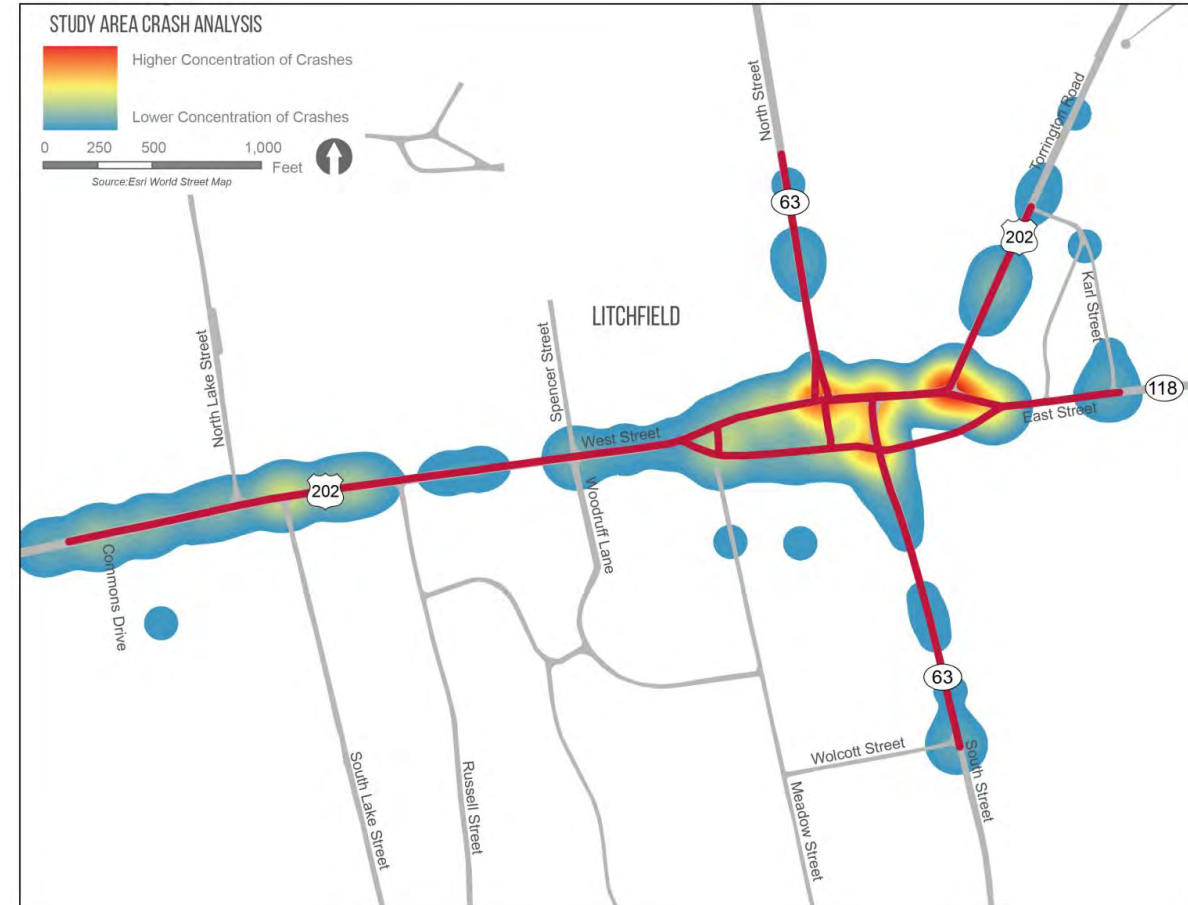 STUDY AREA CRASH ANALYSIS
Higher Concentration of Crashes
Lower Concentration of Crashes
0 250 500 1,000
Feet
Source:Esri World Street Map
North Street
63
Torrington Road
202
Karl Street
LITCHFIELD
North Lake Street
Spencer Street
118
East Street
West Street
202
Woodruff Lane
Commons Drive
63
Wolcott Street
South Street
South Lake Street
Russell Street
Meadow Street